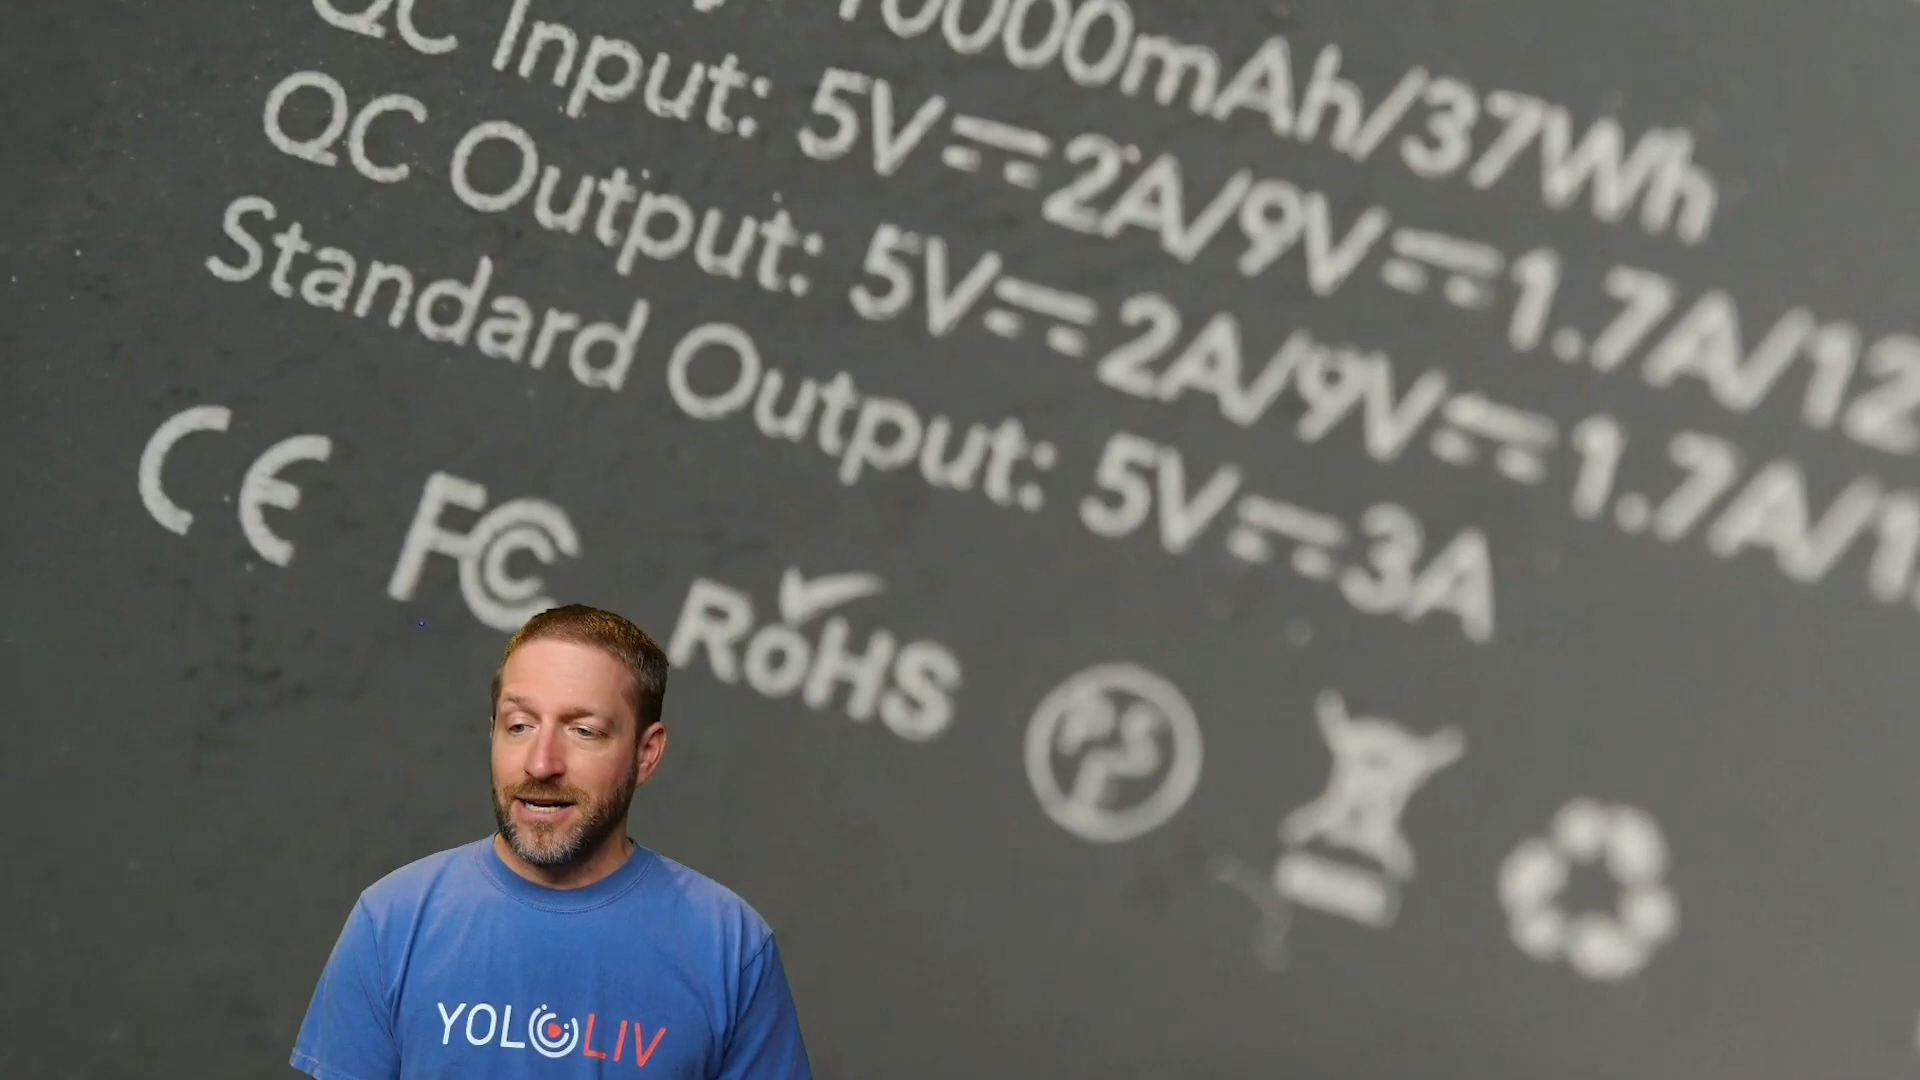 10000mAh/37Wh
QC Input: 5V⎓2A/9V⎓1.7A/12
QC Output: 5V⎓2A/9V⎓1.7A/1
Standard Output: 5V⎓3A
CE FC RoHS PSE
YOLOLIV